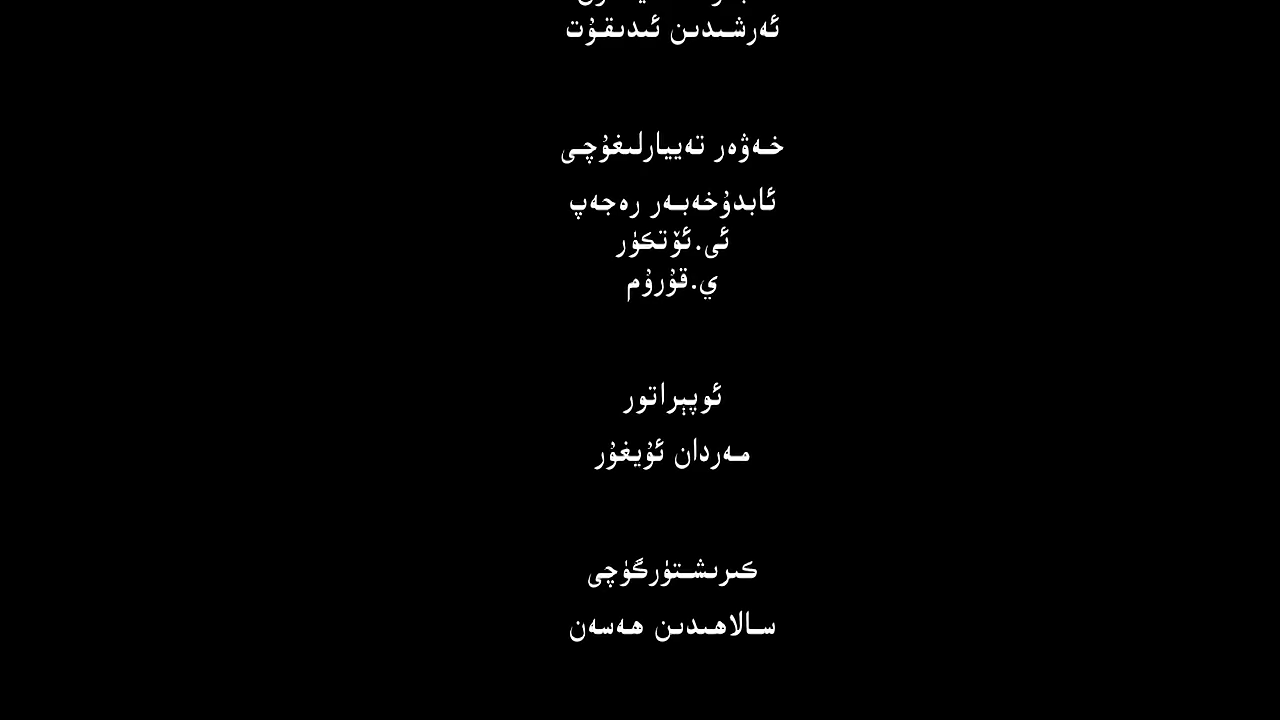 ئەرشىدىن ئىدىقۇت
خەۋەر تەييارلىغۇچى
ئابدۇخەبەر رەجەپ
ئى.ئۆتكۈر
ي.قۇرۇم
ئوپېراتور
مەردان ئۇيغۇر
كىرىشتۈرگۈچى
سالاھىدىن ھەسەن